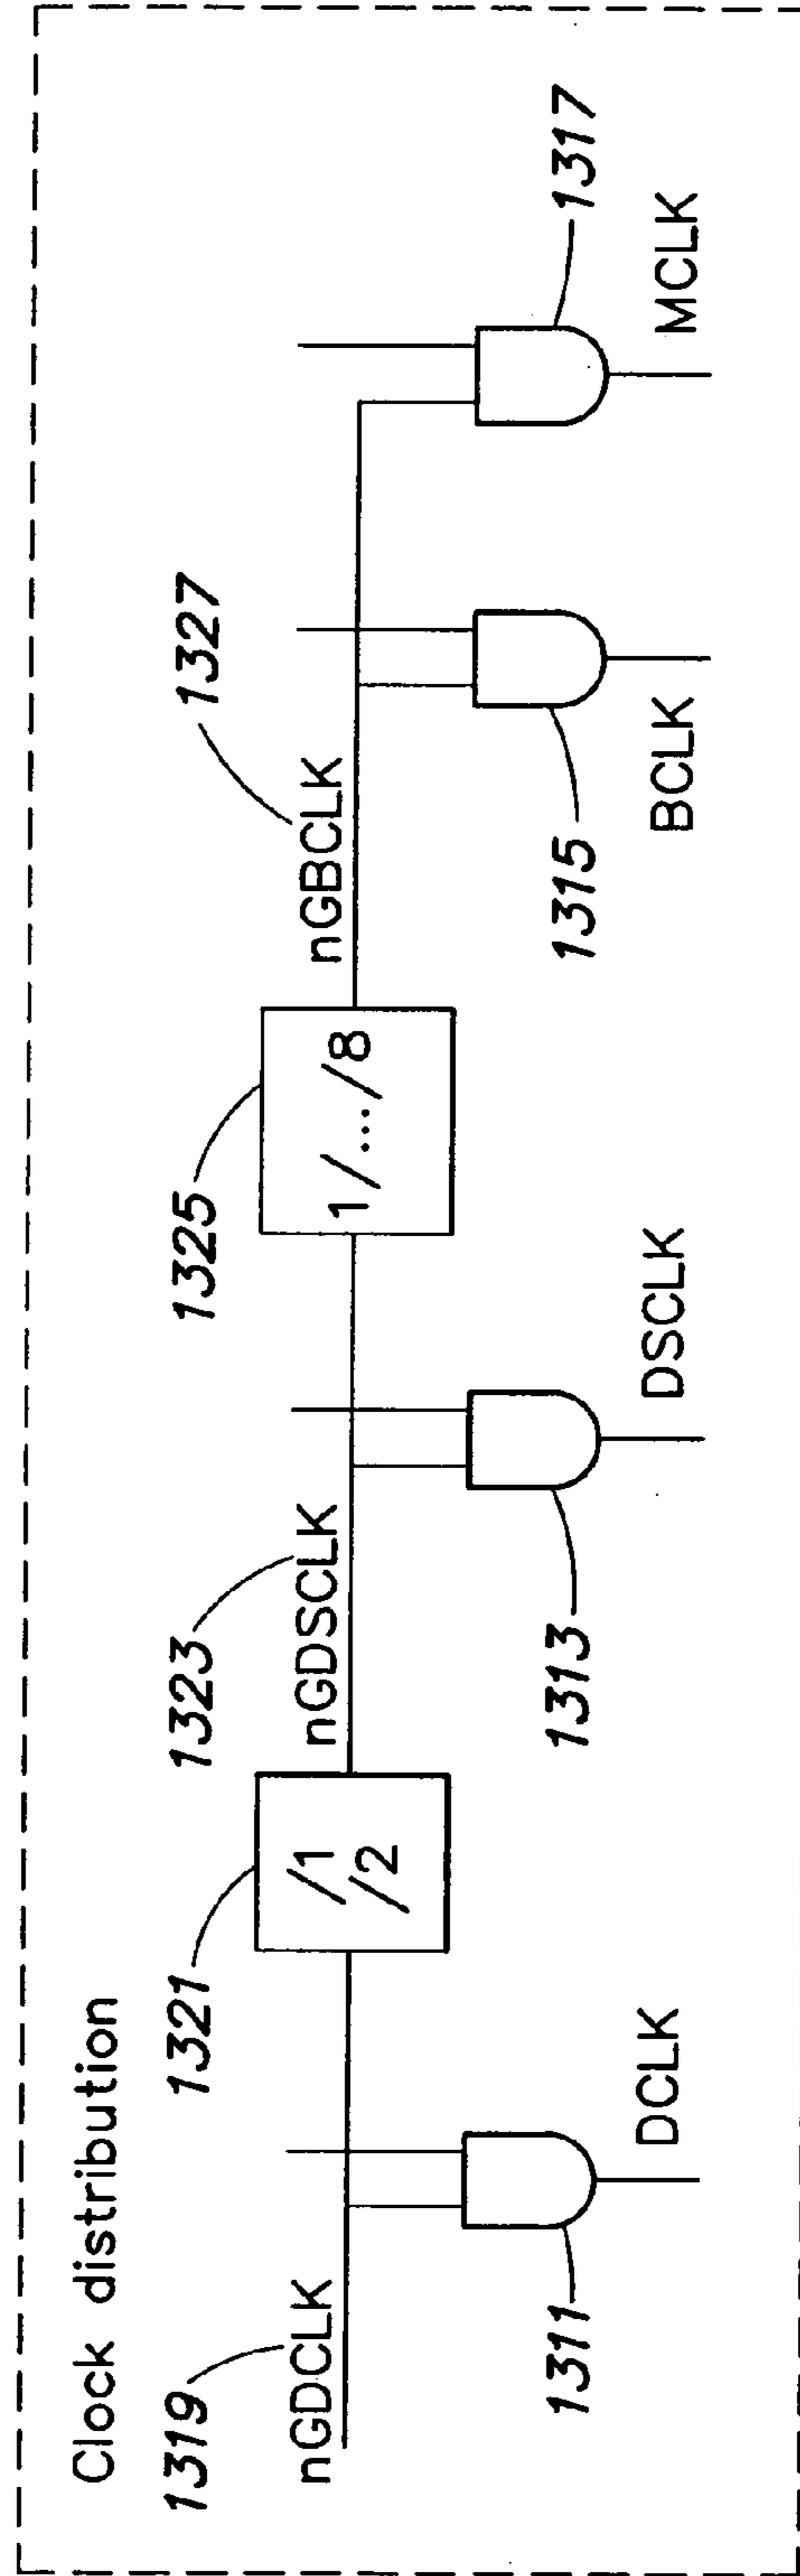 Clock distribution
1319
1321
1323
1325
1327
nGDCLK
/1
/2
nGDSCLK
1/.../8
nGBCLK
1311
1313
1315
1317
DCLK
DSCLK
BCLK
MCLK